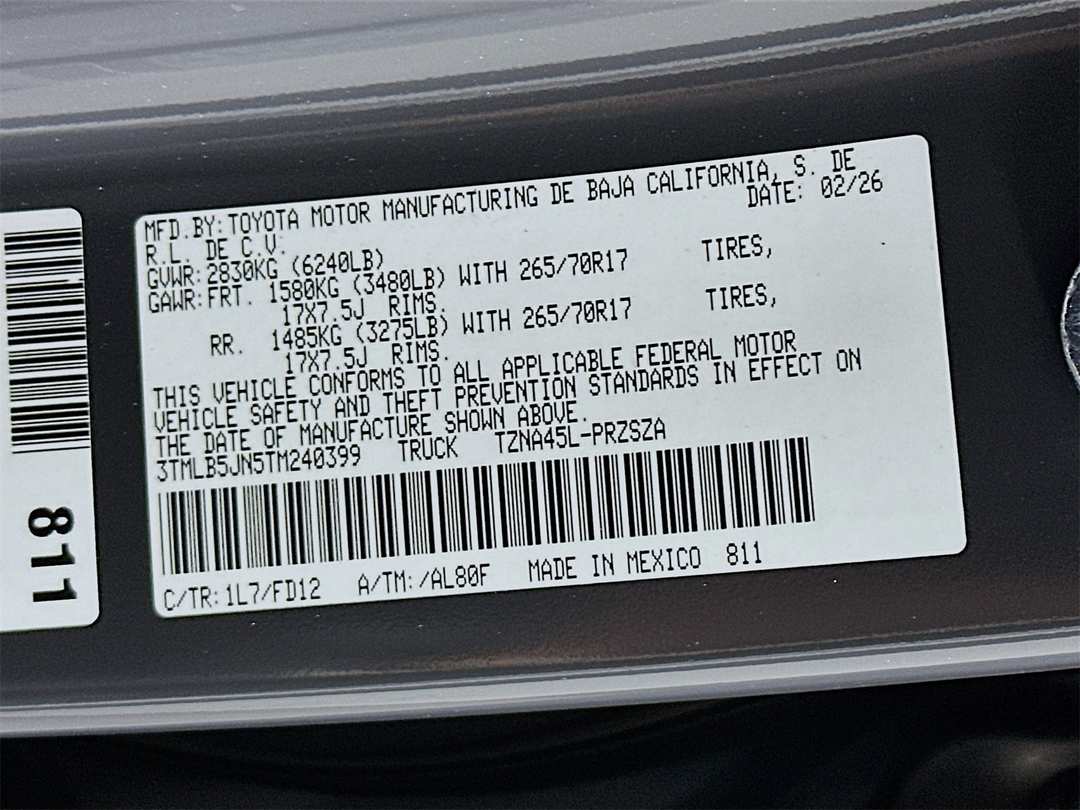 MFD.BY:TOYOTA MOTOR MANUFACTURING DE BAJA CALIFORNIA, S. DE
R.L. DE C.V. DATE: 02/26
GVWR:2830KG (6240LB)
GAWR:FRT. 1580KG (3480LB) WITH 265/70R17 TIRES,
17X7.5J RIMS.
RR. 1485KG (3275LB) WITH 265/70R17 TIRES,
17X7.5J RIMS.
THIS VEHICLE CONFORMS TO ALL APPLICABLE FEDERAL MOTOR
VEHICLE SAFETY AND THEFT PREVENTION STANDARDS IN EFFECT ON
THE DATE OF MANUFACTURE SHOWN ABOVE.
3TMLB5JN5TM240399 TRUCK TZNA45L-PRZSZA
C/TR:1L7/FD12 A/TM:/AL80F MADE IN MEXICO 811
811